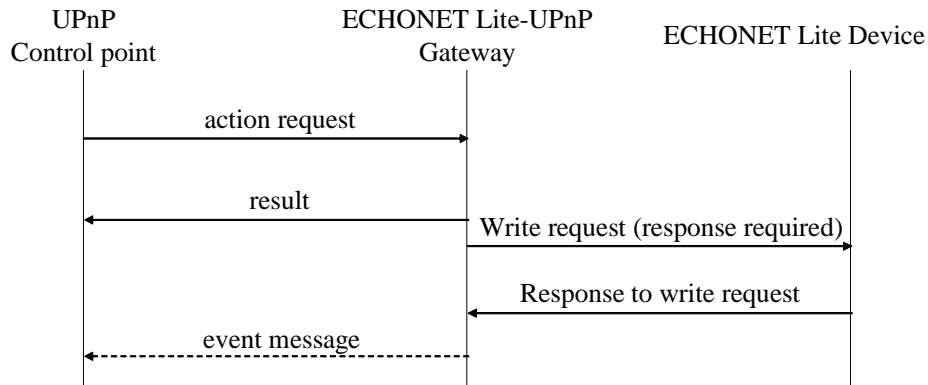 UPnP
Control point
ECHONET Lite-UPnP
Gateway
ECHONET Lite Device
action request
result
Write request (response required)
Response to write request
event message